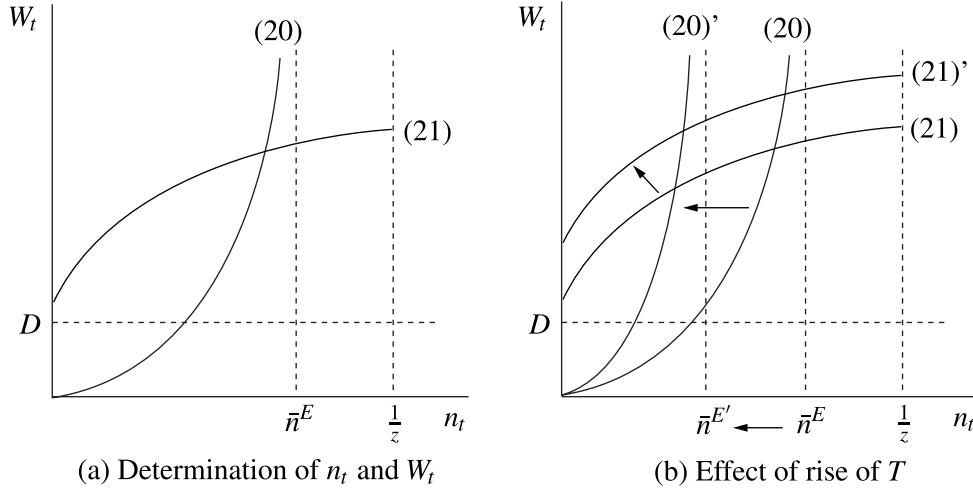 W_t
(20)
(21)
D
n̄^E
1/z
n_t
(a) Determination of n_t and W_t
W_t
(20)’
(20)
(21)’
(21)
D
n̄^E′
n̄^E
1/z
n_t
(b) Effect of rise of T